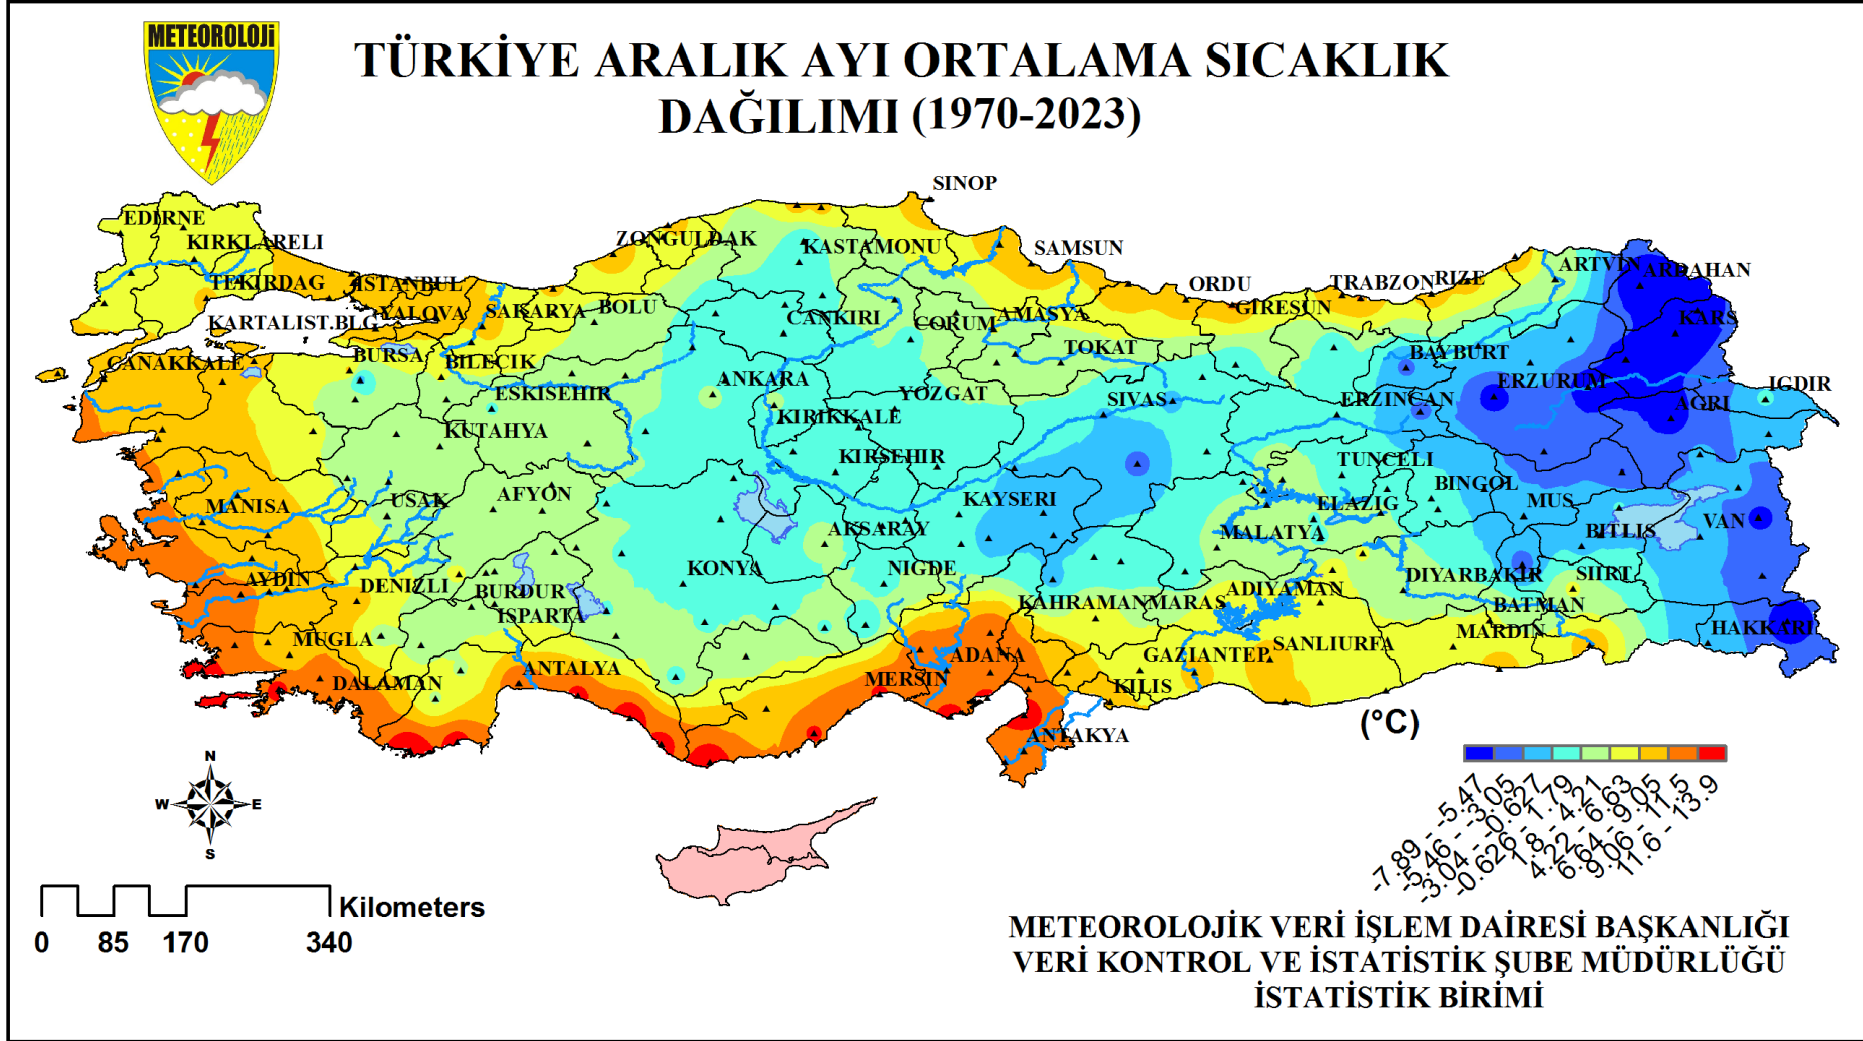 METEOROLOJİ
TÜRKİYE ARALIK AYI ORTALAMA SICAKLIK
DAĞILIMI (1970-2023)
SINOP
EDIRNE
KIRKLARELI
ZONGULDAK
KASTAMONU
SAMSUN
TEKIRDAG
ISTANBUL
ARTVIN
ARDAHAN
YALOVA
SAKARYA
BOLU
ORDU
GIRESUN
TRABZON
RIZE
KARTALIST.BLG
CANKIRI
CORUM
AMASYA
KARS
CANAKKALE
BURSA
BILECIK
TOKAT
BAYBURT
ESKISEHIR
ANKARA
YOZGAT
SIVAS
ERZINCAN
ERZURUM
IGDIR
AGRI
KUTAHYA
KIRIKKALE
KIRSEHIR
TUNCELI
BINGOL
MANISA
USAK
AFYON
KAYSERI
ELAZIG
MUS
BITLIS
VAN
AKSARAY
MALATYA
AYDIN
DENIZLI
BURDUR
ISPARTA
KONYA
NIGDE
KAHRAMANMARAS
ADIYAMAN
DIYARBAKIR
SIIRT
BATMAN
MARDIN
HAKKARI
MUGLA
DALAMAN
ANTALYA
MERSIN
ADANA
GAZIANTEP
SANLIURFA
KILIS
ANTAKYA
(°C)
-7.89 - -5.47
-5.46 - -3.05
-3.04 - -0.627
-0.626 - 1.79
1.8 - 4.21
4.22 - 6.63
6.64 - 9.05
9.06 - 11.5
11.6 - 13.9
N
W E
S
Kilometers
0 85 170 340
METEOROLOJİK VERİ İŞLEM DAİRESİ BAŞKANLIĞI
VERİ KONTROL VE İSTATİSTİK ŞUBE MÜDÜRLÜĞÜ
İSTATİSTİK BİRİMİ